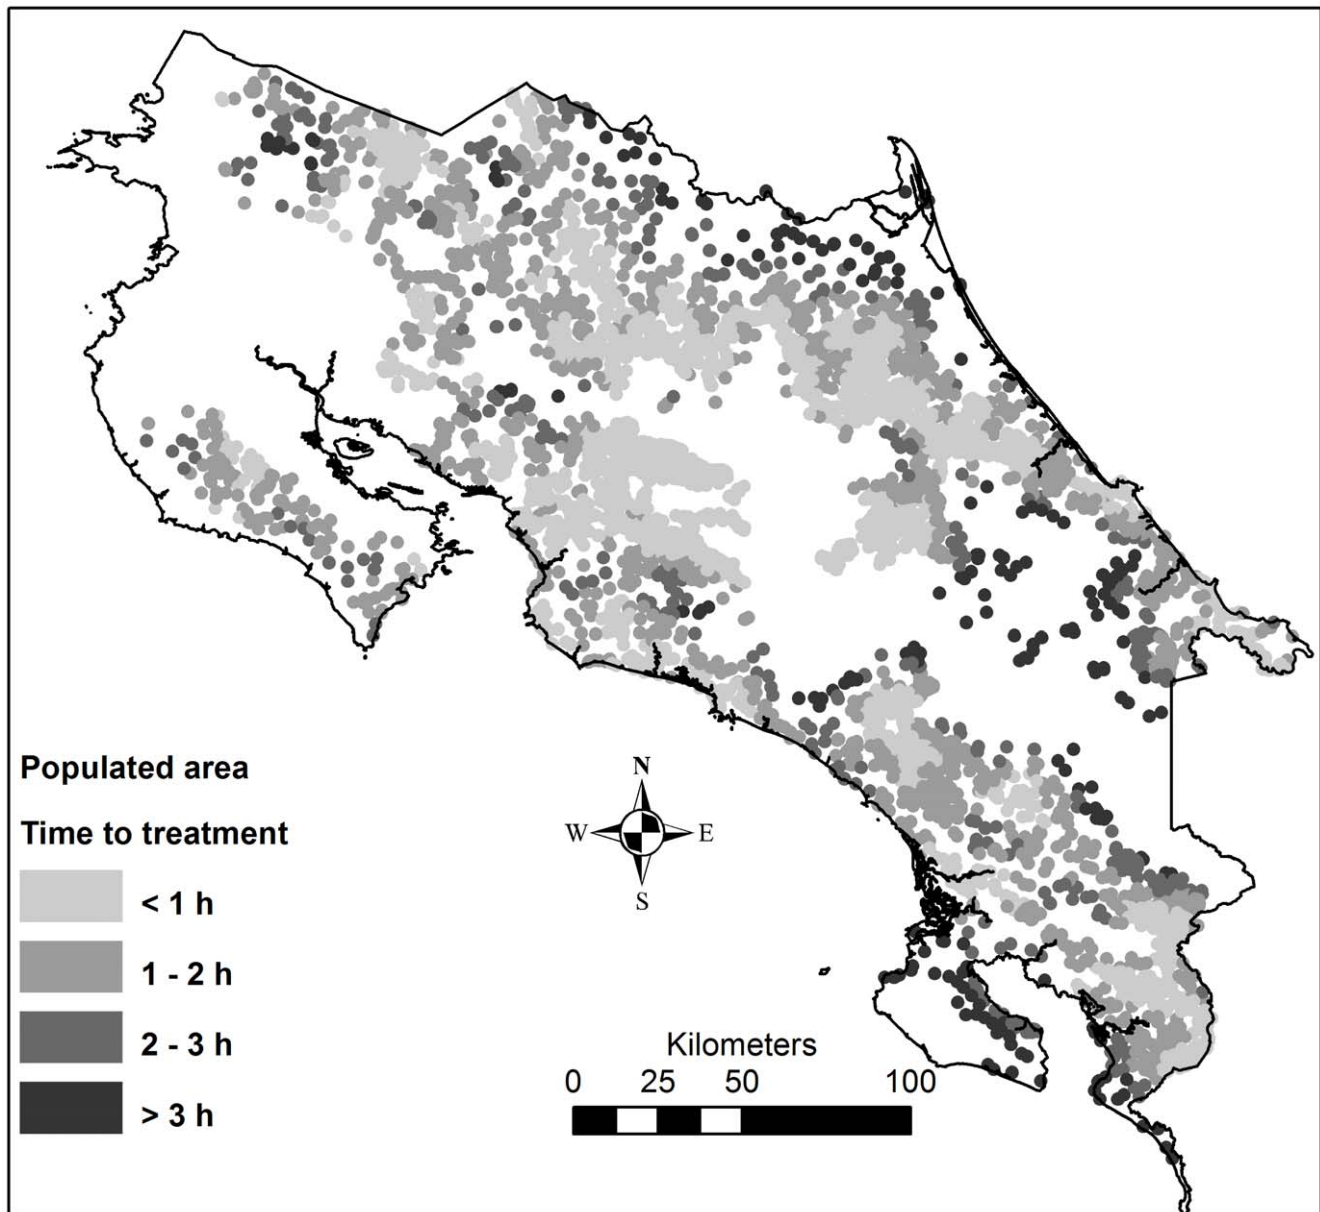 Populated area
Time to treatment
< 1 h
1 - 2 h
2 - 3 h
> 3 h
N
W E
S
Kilometers
0 25 50 100